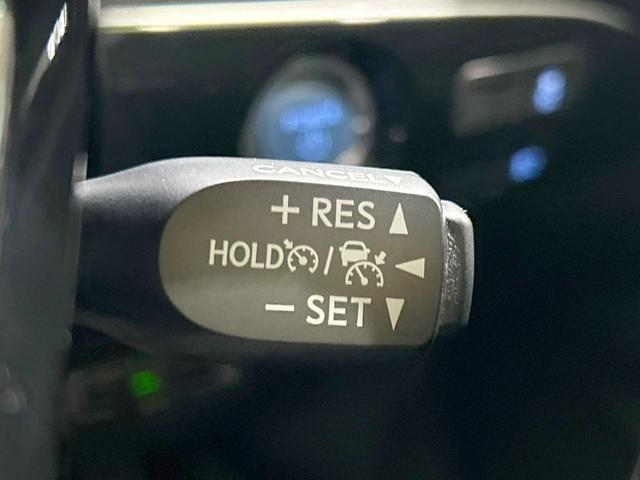 CANCEL
+ RES
HOLD /
− SET